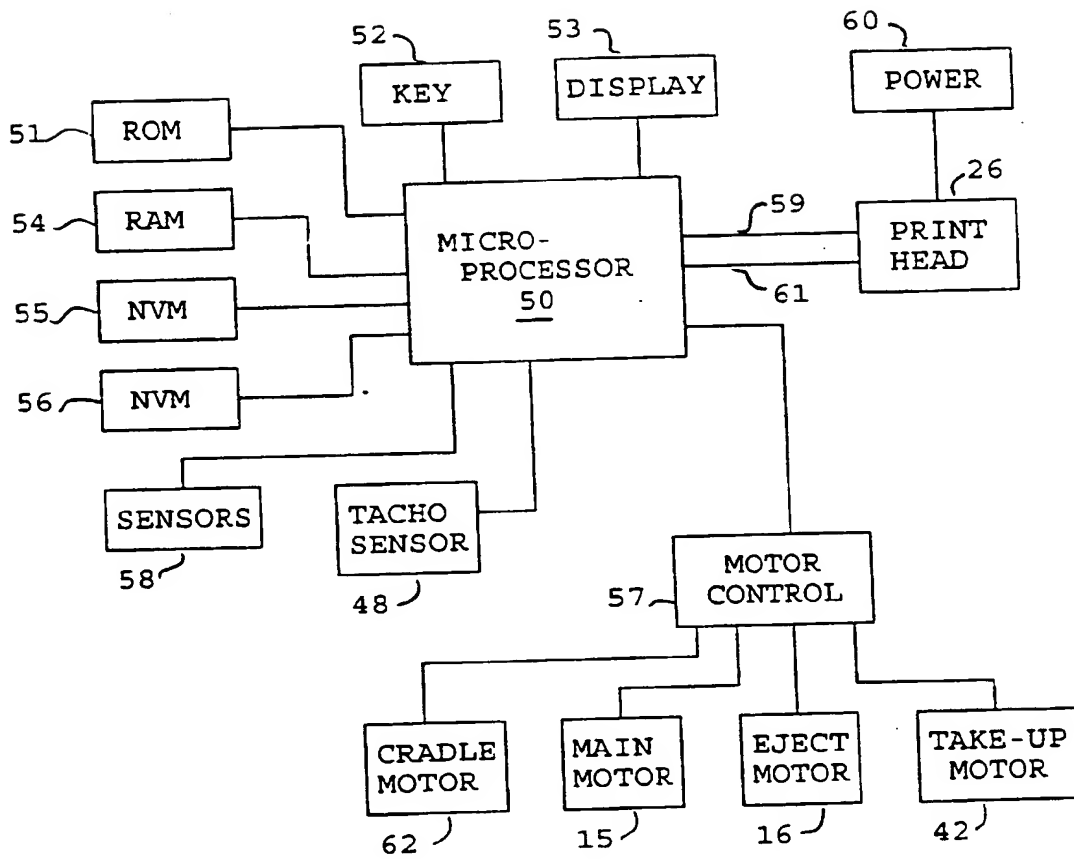 52
53
60
KEY
DISPLAY
POWER
51
ROM
26
54
RAM
59
MICRO-
PROCESSOR
50
PRINT
HEAD
61
55
NVM
56
NVM
SENSORS
58
TACHO
SENSOR
48
57
MOTOR
CONTROL
CRADLE
MOTOR
62
MAIN
MOTOR
15
EJECT
MOTOR
16
TAKE-UP
MOTOR
42